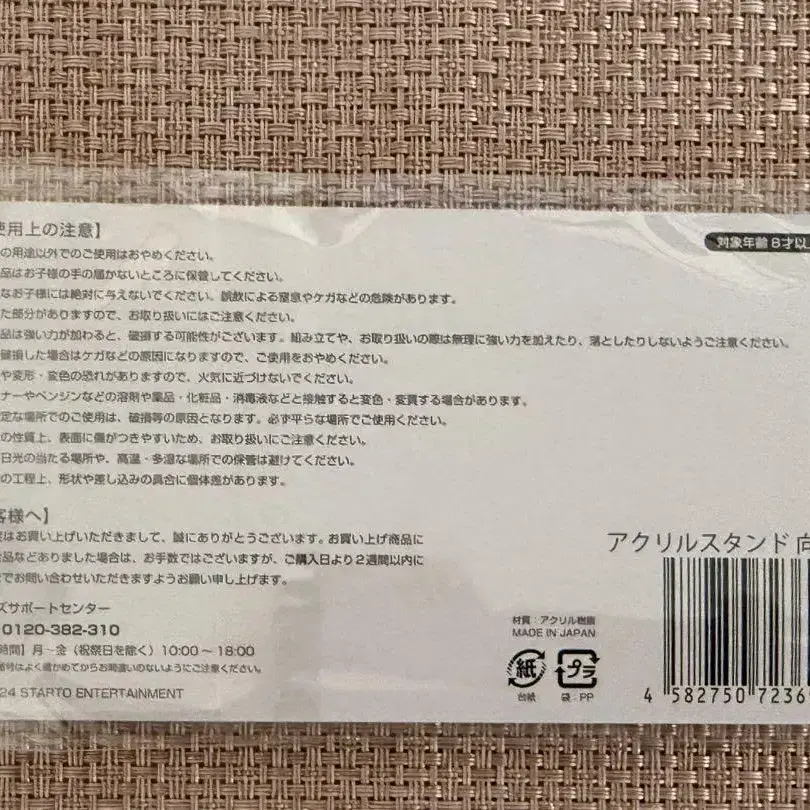 使用上の注意】
の用途以外でのご使用はおやめください。
品はお子様の手の届かないところに保管してください。
なお子様には絶対に与えないでください。誤飲による窒息やケガなどの危険があります。
た部分がありますので、お取り扱いにはご注意ください。
品は強い力が加わると、破損する可能性がございます。組み立てや、お取り扱いの際は無理に強い力を加えたり、落としたりしないようご注意ください。
破損した場合はケガなどの原因になりますので、ご使用をおやめください。
や変形・変色の恐れがありますので、火気に近づけないでください。
ナーやベンジンなどの溶剤や薬品・化粧品・消毒液などと接触すると変色・変質する場合があります。
定な場所でのご使用は、破損等の原因となります。必ず平らな場所でご使用ください。
の性質上、表面に傷がつきやすいため、お取り扱いにご注意ください。
日光の当たる場所や、高温・多湿な場所での保管は避けてください。
の工程上、形状や差し込みの具合に個体差があります。
対象年齢8才以
客様へ】
はお買い上げいただきまして、誠にありがとうございます。お買い上げ商品に
品などありました場合は、お手数ではございますが、ご購入日より2週間以内に
でお問い合わせいただきますようお願い申し上げます。
ズサポートセンター
0120-382-310
時間】月〜金（祝祭日を除く）10:00〜18:00
番号はよく確かめてからお間違いのないようにご注意ください。
24 STARTO ENTERTAINMENT
アクリルスタンド 向
材質：アクリル樹脂
MADE IN JAPAN
紙 プラ
台紙 袋：PP
4 582750 7236